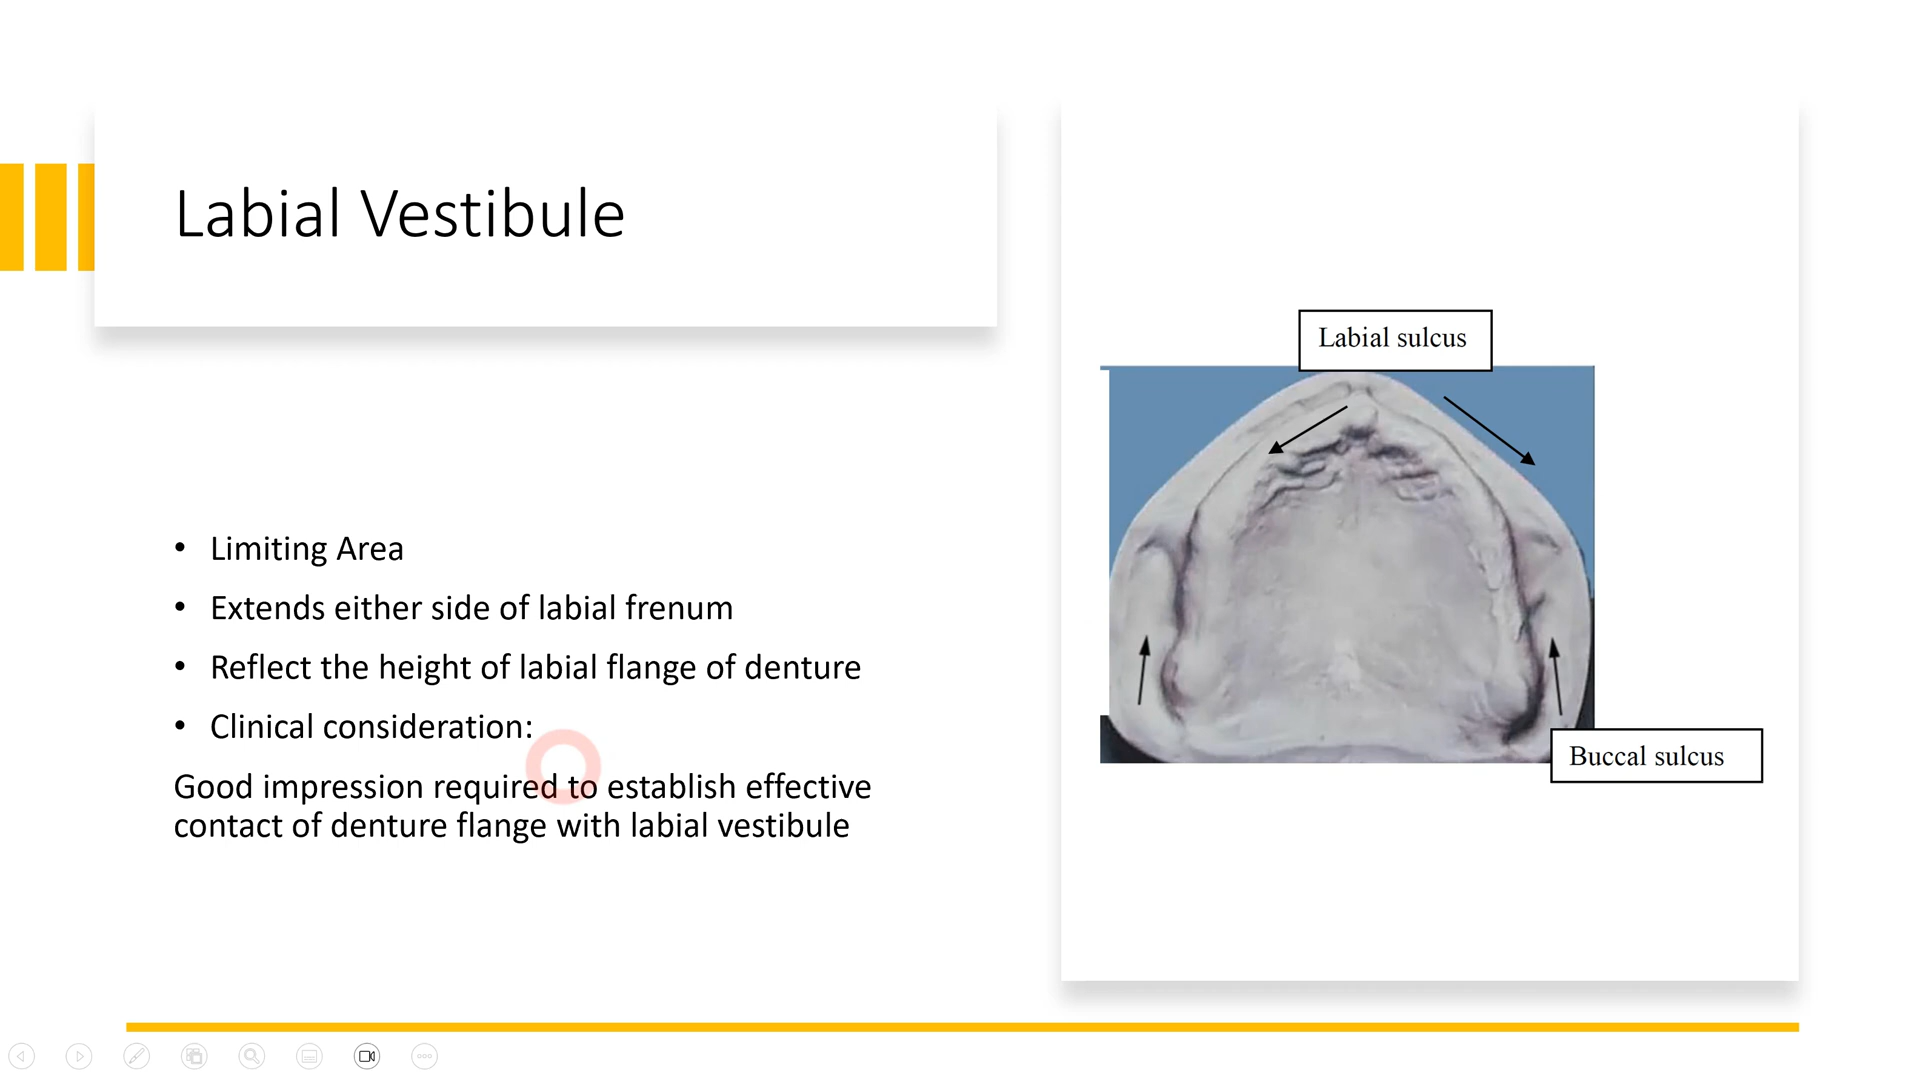 Labial Vestibule
• Limiting Area
• Extends either side of labial frenum
• Reflect the height of labial flange of denture
• Clinical consideration:
Good impression required to establish effective
contact of denture flange with labial vestibule
Labial sulcus
Buccal sulcus